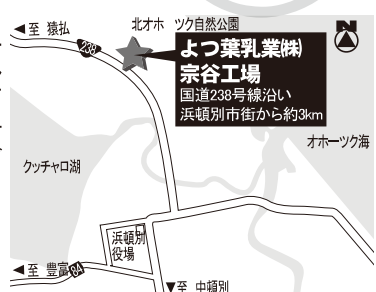 ◀至 猿払
238
北オホーツク自然公園
N
よつ葉乳業㈱
宗谷工場
国道238号線沿い
浜頓別市街から約3km
オホーツク海
クッチャロ湖
浜頓別
役場
◀至 豊富
84
▼至 中頓別